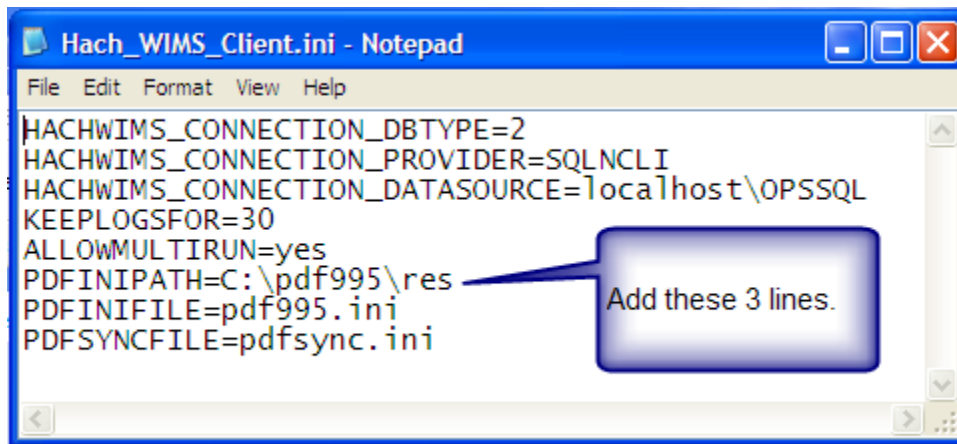 Hach_WIMS_Client.ini - Notepad
File Edit Format View Help
HACHWIMS_CONNECTION_DBTYPE=2
HACHWIMS_CONNECTION_PROVIDER=SQLNCLI
HACHWIMS_CONNECTION_DATASOURCE=localhost\OPSSQL
KEEPLOGSFOR=30
ALLOWMULTIRUN=yes
PDFINIPATH=C:\pdf995\res
PDFINIFILE=pdf995.ini
PDFSYNCFILE=pdfsync.ini
Add these 3 lines.